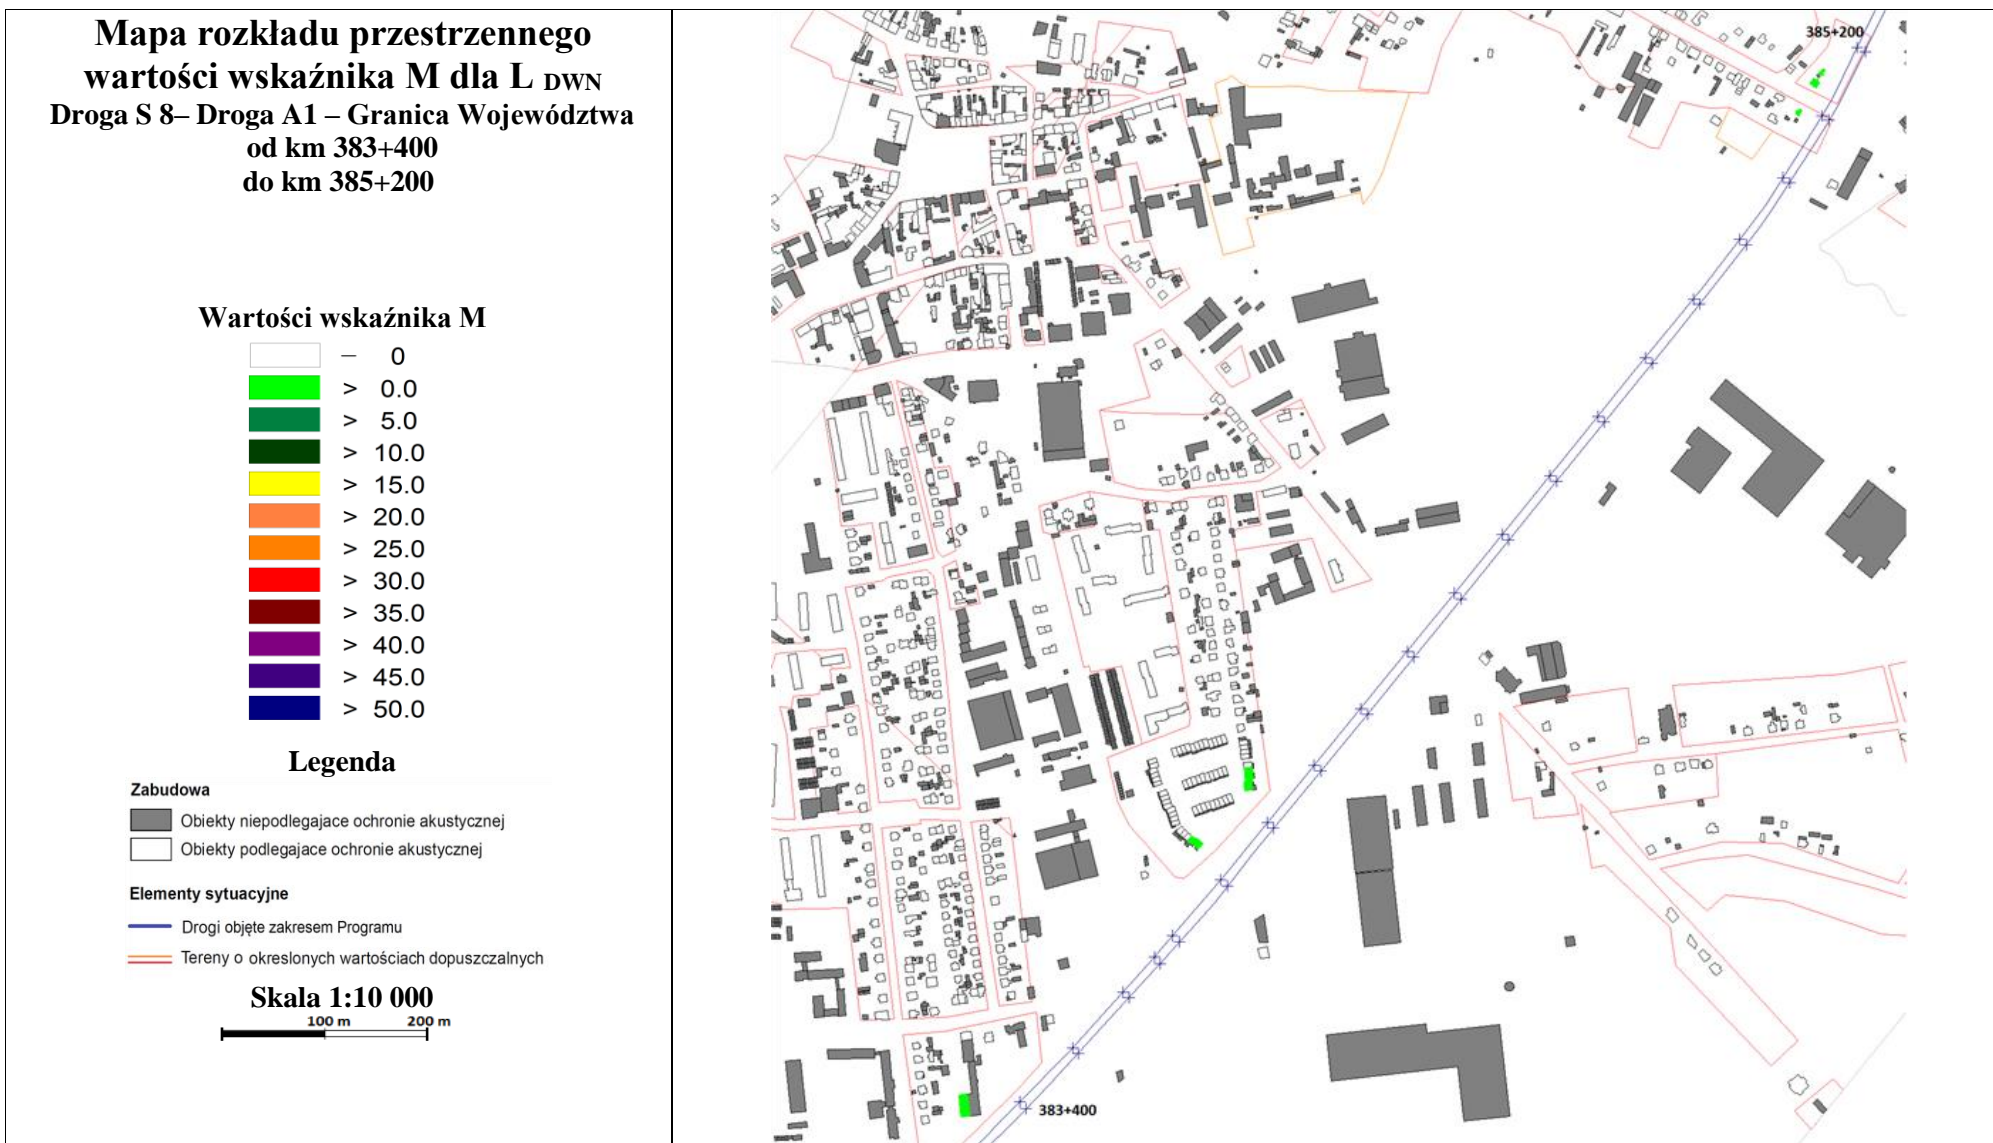 Mapa rozkładu przestrzennego
wartości wskaźnika M dla L DWN
Droga S 8– Droga A1 – Granica Województwa
od km 383+400
do km 385+200
Wartości wskaźnika M
– 0
> 0.0
> 5.0
> 10.0
> 15.0
> 20.0
> 25.0
> 30.0
> 35.0
> 40.0
> 45.0
> 50.0
Legenda
Zabudowa
Obiekty niepodlegajace ochronie akustycznej
Obiekty podlegajace ochronie akustycznej
Elementy sytuacyjne
Drogi objęte zakresem Programu
Tereny o okreslonych wartościach dopuszczalnych
Skala 1:10 000
100 m 200 m
385+200
383+400